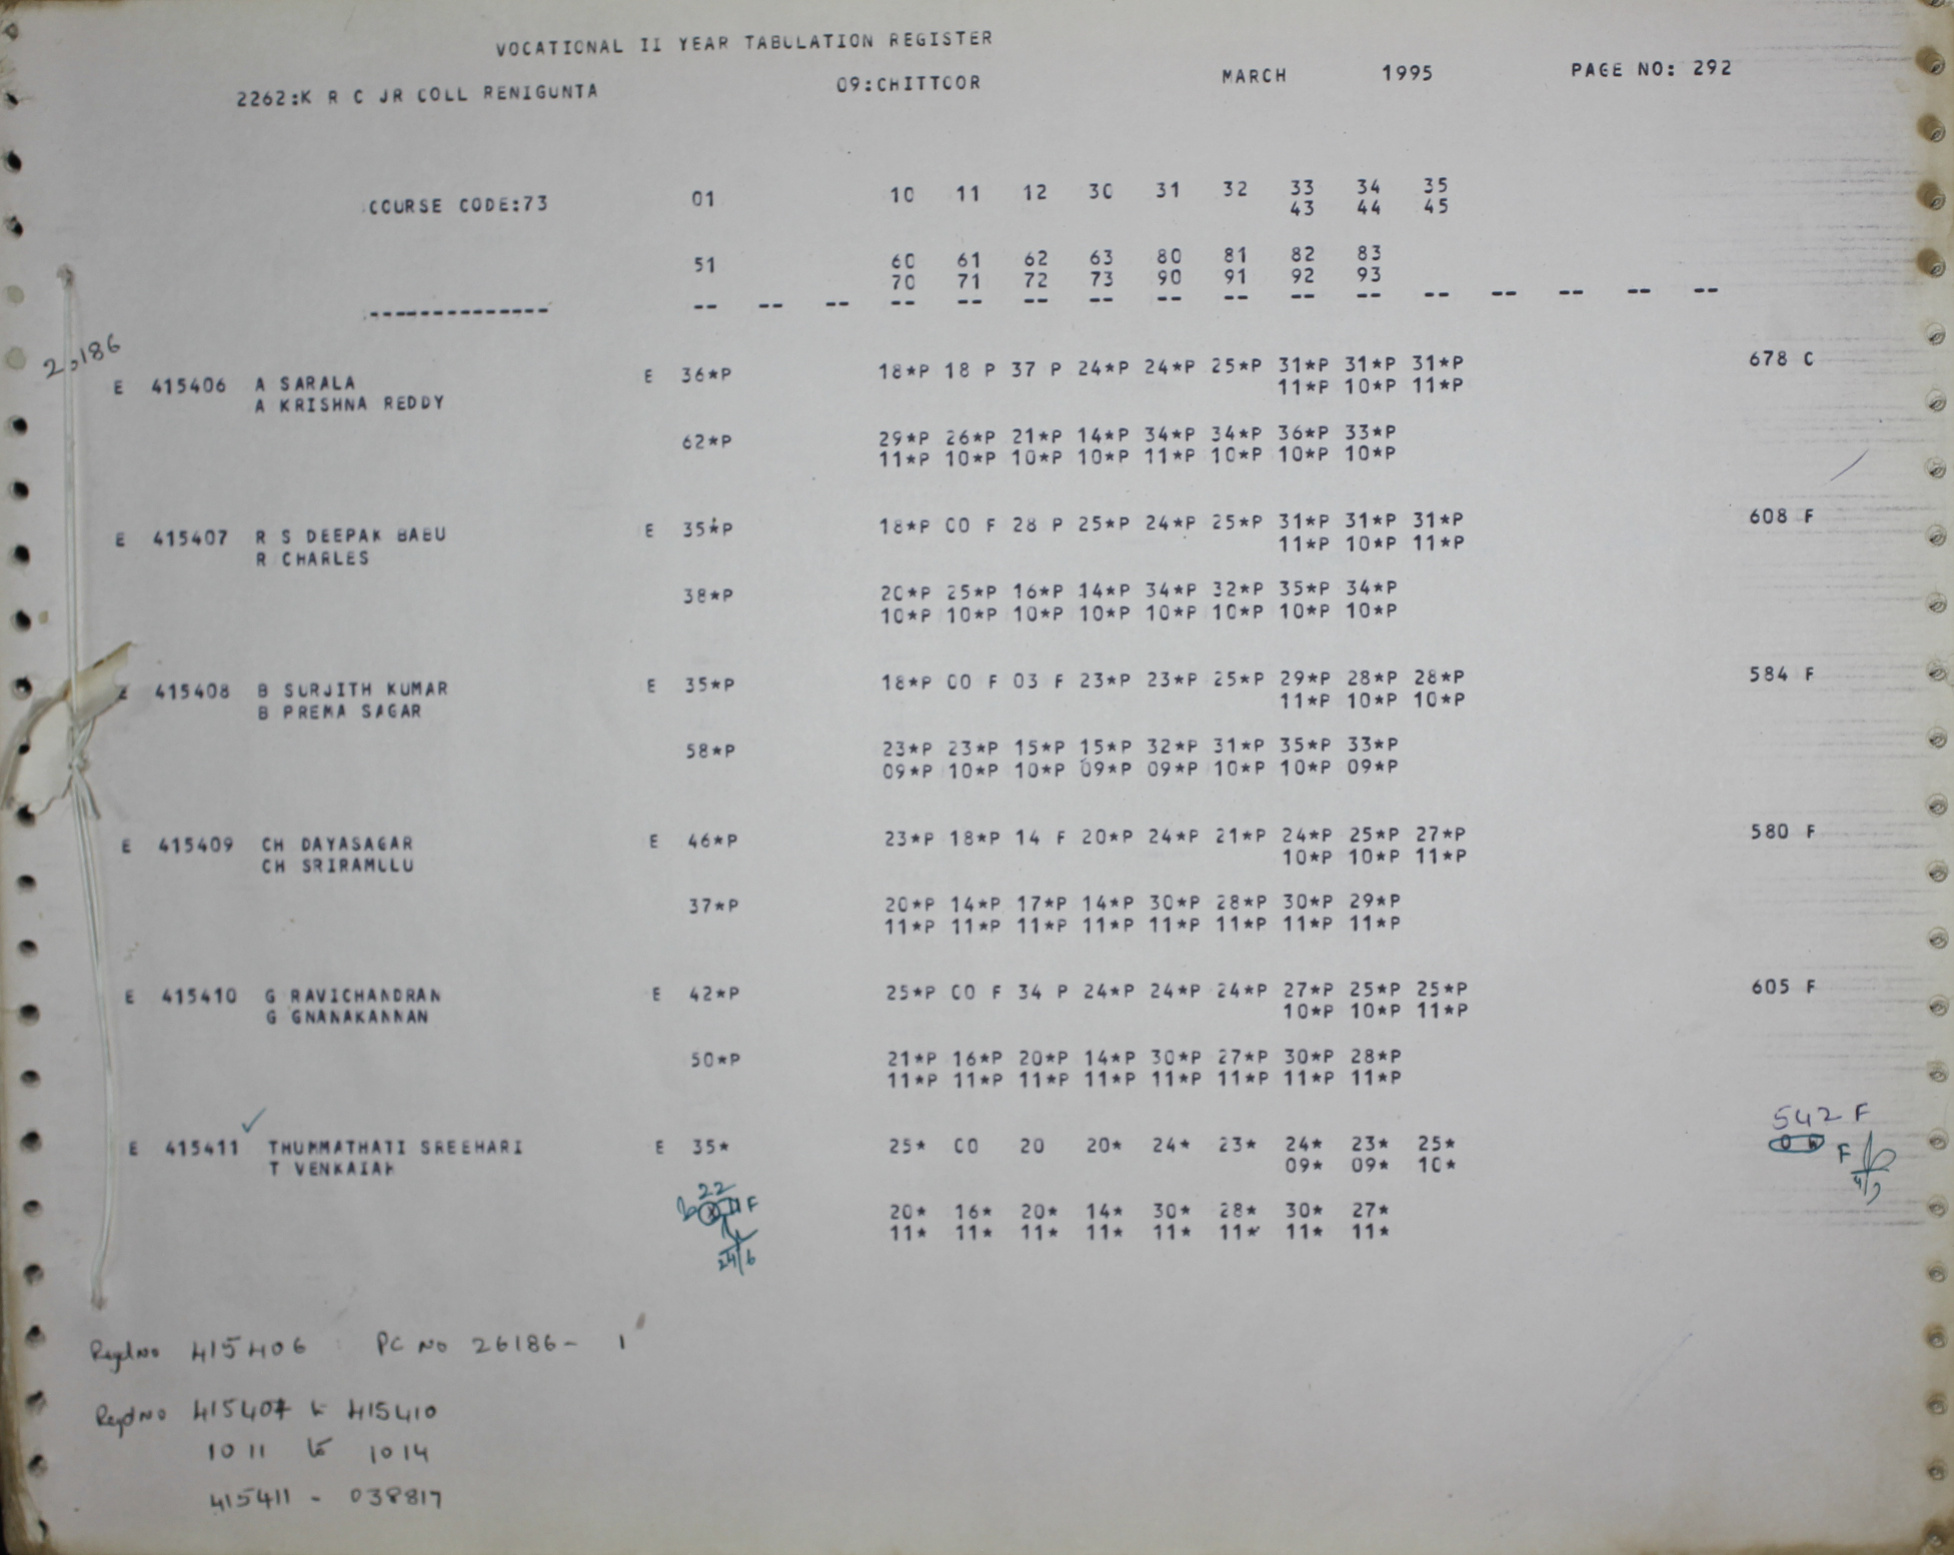 VOCATIONAL II YEAR TABULATION REGISTER
2262:K R C JR COLL RENIGUNTA 09:CHITTOOR MARCH 1995 PAGE NO: 292
COURSE CODE:73 01 10 11 12 30 31 32 33 34 35
43 44 45
51 60 61 62 63 80 81 82 83
70 71 72 73 90 91 92 93
-------------- -- -- -- -- -- -- -- -- -- -- -- -- -- -- -- --
E 415406 A SARALA E 36*P 18*P 18 P 37 P 24*P 24*P 25*P 31*P 31*P 31*P 678 C
A KRISHNA REDDY 11*P 10*P 11*P
62*P 29*P 26*P 21*P 14*P 34*P 34*P 36*P 33*P
11*P 10*P 10*P 10*P 11*P 10*P 10*P 10*P
E 415407 R S DEEPAK BABU E 35*P 18*P 00 F 28 P 25*P 24*P 25*P 31*P 31*P 31*P 608 F
R CHARLES 11*P 10*P 11*P
38*P 20*P 25*P 16*P 14*P 34*P 32*P 35*P 34*P
10*P 10*P 10*P 10*P 10*P 10*P 10*P 10*P
E 415408 B SURJITH KUMAR E 35*P 18*P 00 F 03 F 23*P 23*P 25*P 29*P 28*P 28*P 584 F
B PREMA SAGAR 11*P 10*P 10*P
58*P 23*P 23*P 15*P 15*P 32*P 31*P 35*P 33*P
09*P 10*P 10*P 09*P 09*P 10*P 10*P 09*P
E 415409 CH DAYASAGAR E 46*P 23*P 18*P 14 F 20*P 24*P 21*P 24*P 25*P 27*P 580 F
CH SRIRAMULU 10*P 10*P 11*P
37*P 20*P 14*P 17*P 14*P 30*P 28*P 30*P 29*P
11*P 11*P 11*P 11*P 11*P 11*P 11*P 11*P
E 415410 G RAVICHANDRAN E 42*P 25*P 00 F 34 P 24*P 24*P 24*P 27*P 25*P 25*P 605 F
G GNANAKANNAN 10*P 10*P 11*P
50*P 21*P 16*P 20*P 14*P 30*P 27*P 30*P 28*P
11*P 11*P 11*P 11*P 11*P 11*P 11*P 11*P
542 F
E 415411 THUMMATHATI SREEHARI E 35* 25* 00 20 20* 24* 23* 24* 23* 25* F
T VENKAIAH 09* 09* 10*
22 F 20* 16* 20* 14* 30* 28* 30* 27*
11* 11* 11* 11* 11* 11* 11* 11*
24/6
Regd No 415406 PC No 26186- 1
Regd No 415407 to 415410
1011 to 1014
415411 - 038817